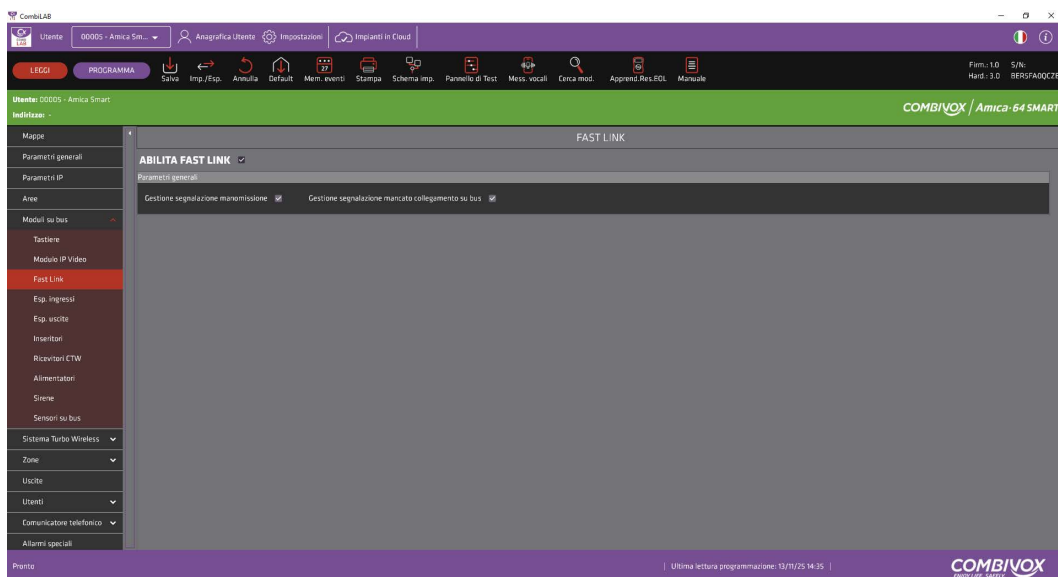 CombiLAB
Utente 00005 - Amica Sm... Anagrafica Utente Impostazioni Impianti in Cloud
LEGGI PROGRAMMA Salva Imp./Esp. Annulla Default Mem. eventi Stampa Schema imp. Pannello di Test Mess. vocali Cerca mod. Apprend.Res.EOL Manuale
Firm.: 1.0 S/N:
Hard.: 3.0 BERSFA0QCZE
Utente: 00005 - Amica Smart
Indirizzo: -
COMBIVOX / Amica·64 SMART
Mappe
Parametri generali
Parametri IP
Aree
Moduli su bus
Tastiere
Modulo IP Video
Fast Link
Esp. ingressi
Esp. uscite
Inseritori
Ricevitori CTW
Alimentatori
Sirene
Sensori su bus
Sistema Turbo Wireless
Zone
Uscite
Utenti
Comunicatore telefonico
Allarmi speciali
FAST LINK
ABILITA FAST LINK
Parametri generali
Gestione segnalazione manomissione Gestione segnalazione mancato collegamento su bus
Pronto
Ultima lettura programmazione: 13/11/25 14:35
COMBIVOX
ENJOY LIFE. SAFELY